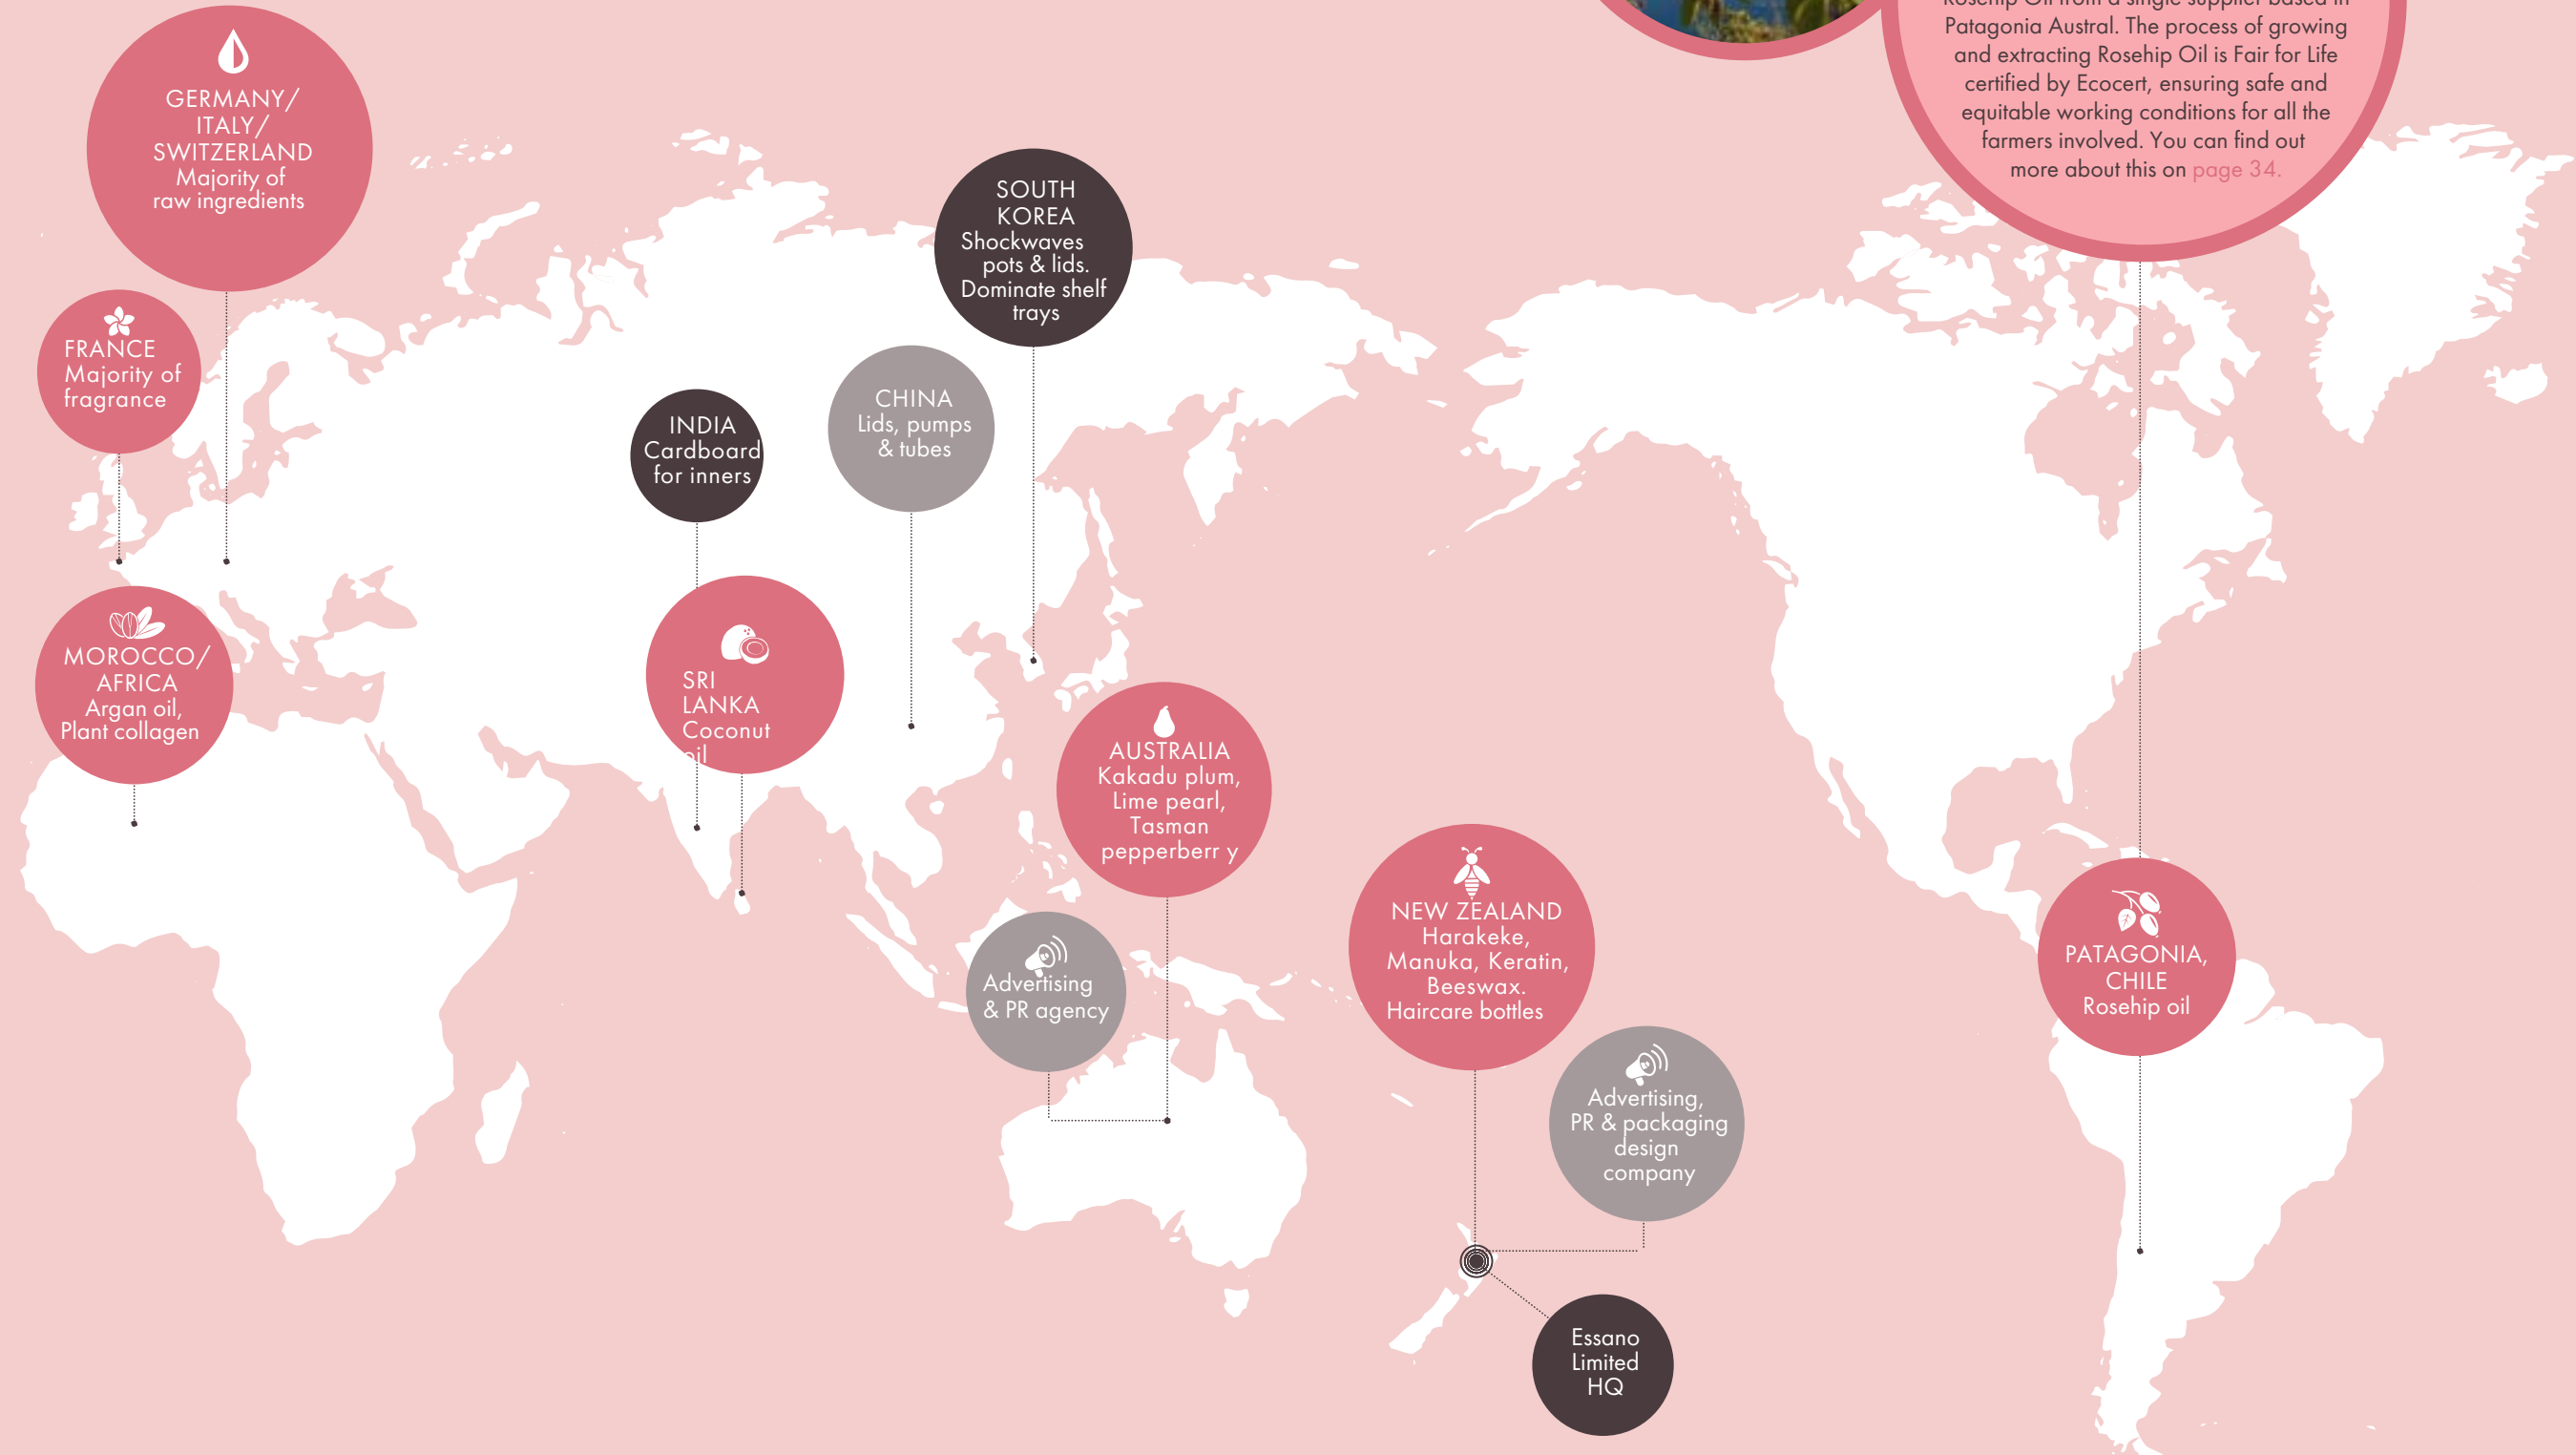 Rosehip Oil from a single supplier based in
Patagonia Austral. The process of growing
and extracting Rosehip Oil is Fair for Life
certified by Ecocert, ensuring safe and
equitable working conditions for all the
farmers involved. You can find out
more about this on page 34.
GERMANY/
ITALY/
SWITZERLAND
Majority of
raw ingredients
FRANCE
Majority of
fragrance
MOROCCO/
AFRICA
Argan oil,
Plant collagen
INDIA
Cardboard
for inners
SRI
LANKA
Coconut
oil
CHINA
Lids, pumps
& tubes
SOUTH
KOREA
Shockwaves
pots & lids.
Dominate shelf
trays
AUSTRALIA
Kakadu plum,
Lime pearl,
Tasman
pepperberr y
Advertising
& PR agency
NEW ZEALAND
Harakeke,
Manuka, Keratin,
Beeswax.
Haircare bottles
Advertising,
PR & packaging
design
company
Essano
Limited
HQ
PATAGONIA,
CHILE
Rosehip oil